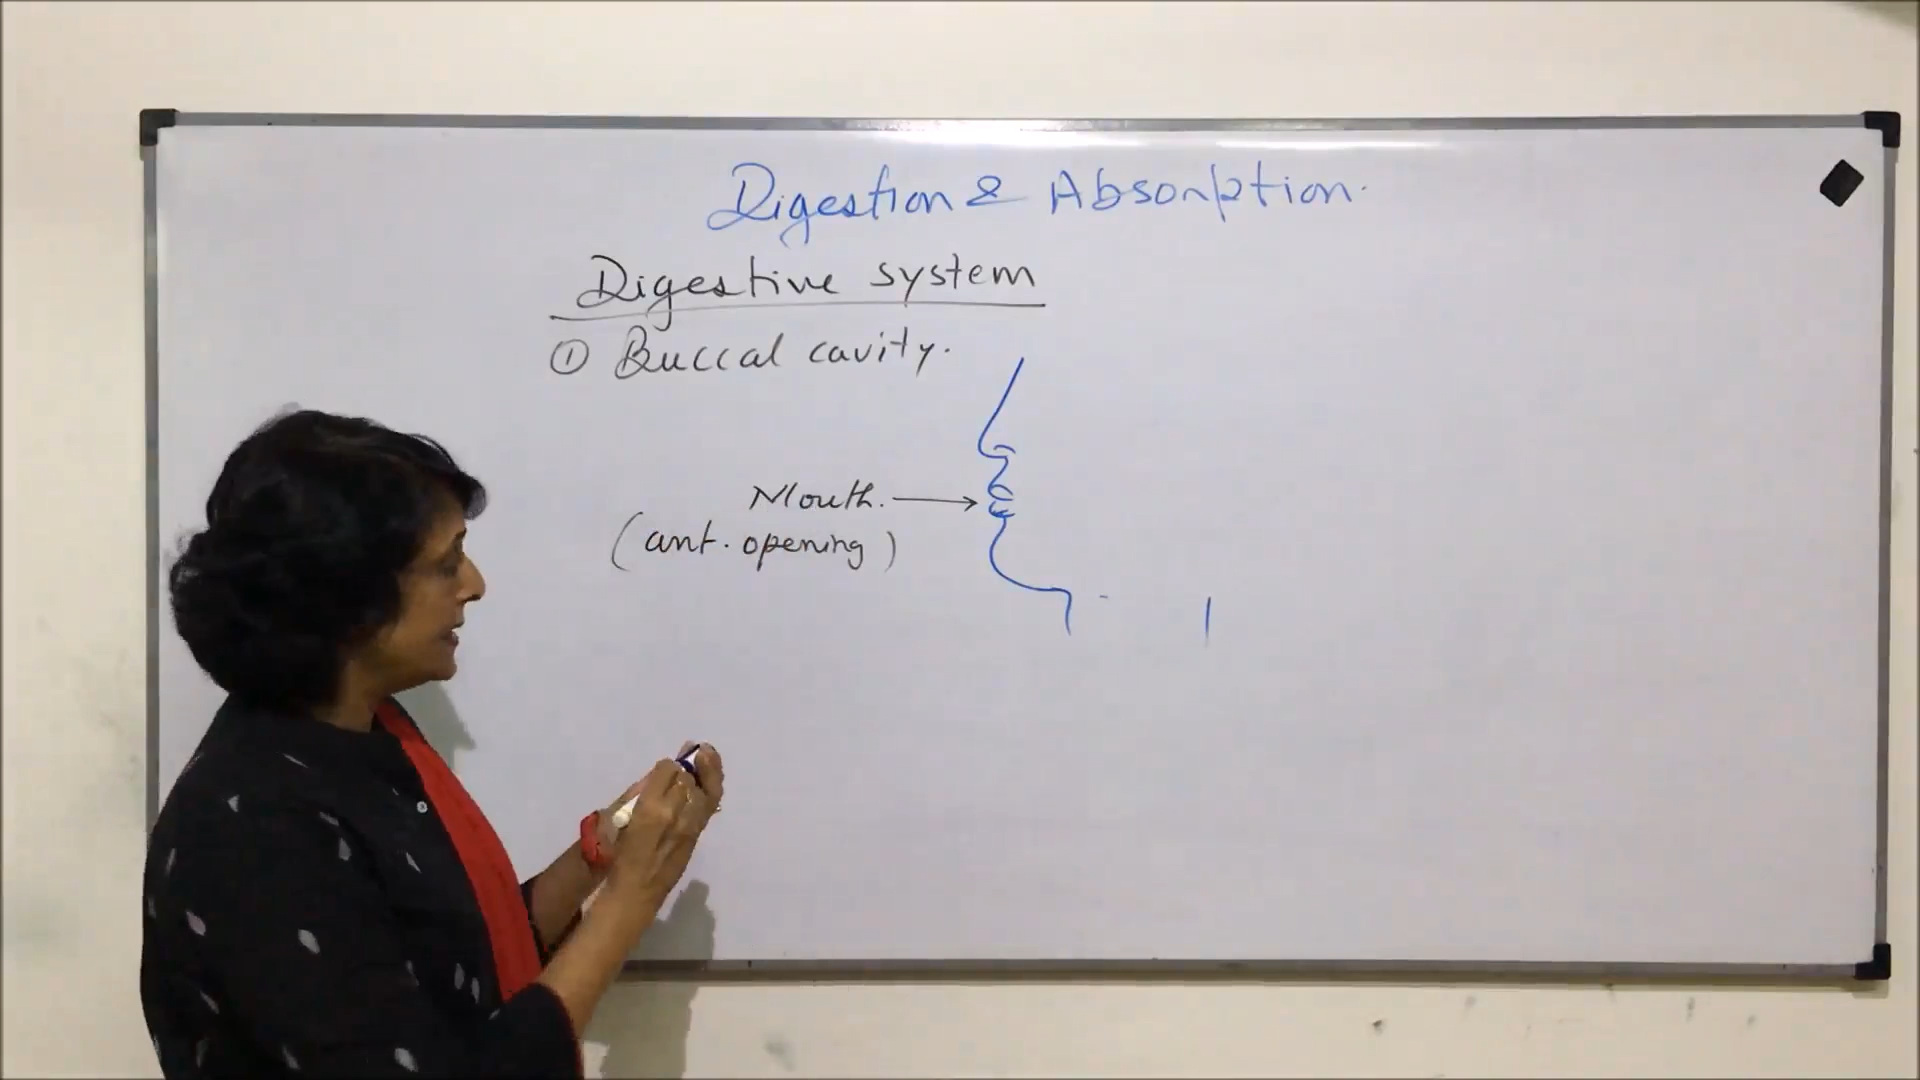 Digestion & Absorption.
Digestive system
① Buccal cavity.
Mouth.
(ant. opening)